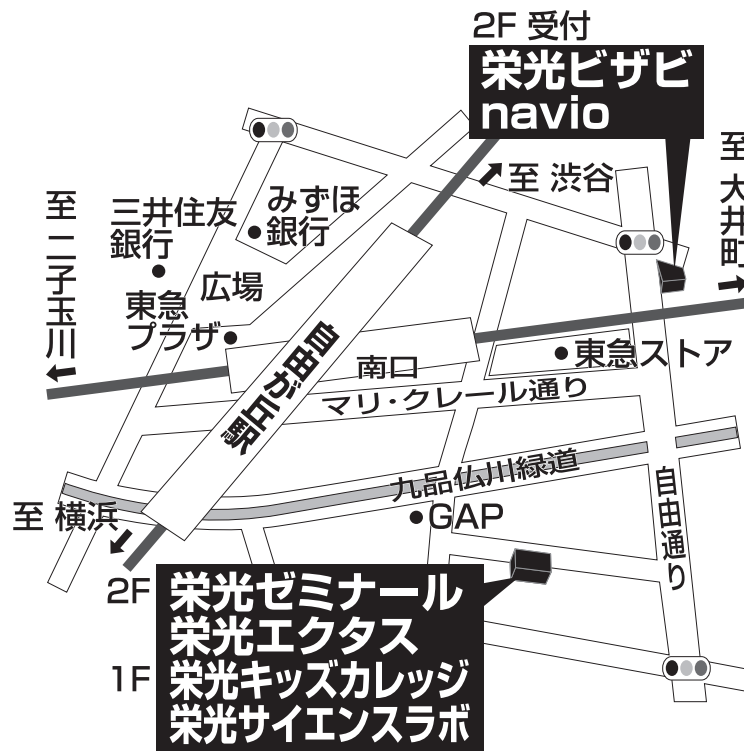 2F 受付
栄光ビザビ
navio
至 渋谷
至 大井町
みずほ
銀行
三井住友
銀行
至 二子玉川
広場
東急
プラザ
自由が丘駅
南口
東急ストア
マリ・クレール通り
九品仏川緑道
GAP
自由通り
至 横浜
2F
栄光ゼミナール
栄光エクタス
1F
栄光キッズカレッジ
栄光サイエンスラボ